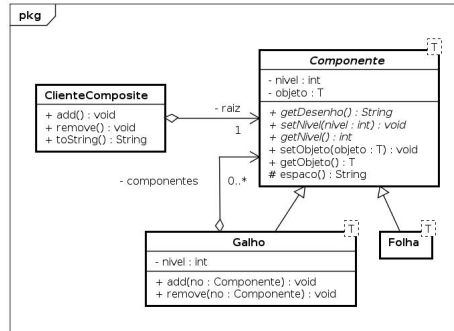 pkg
T
Componente
- nivel : int
- objeto : T
+ getDesenho() : String
+ setNivel(nivel : int) : void
+ getNivel() : int
+ setObjeto(objeto : T) : void
+ getObjeto() : T
# espaco() : String
ClienteComposite
+ add() : void
+ remove() : void
+ toString() : String
- raiz
1
- componentes
0..*
T
Galho
- nivel : int
+ add(no : Componente) : void
+ remove(no : Componente) : void
T
Folha